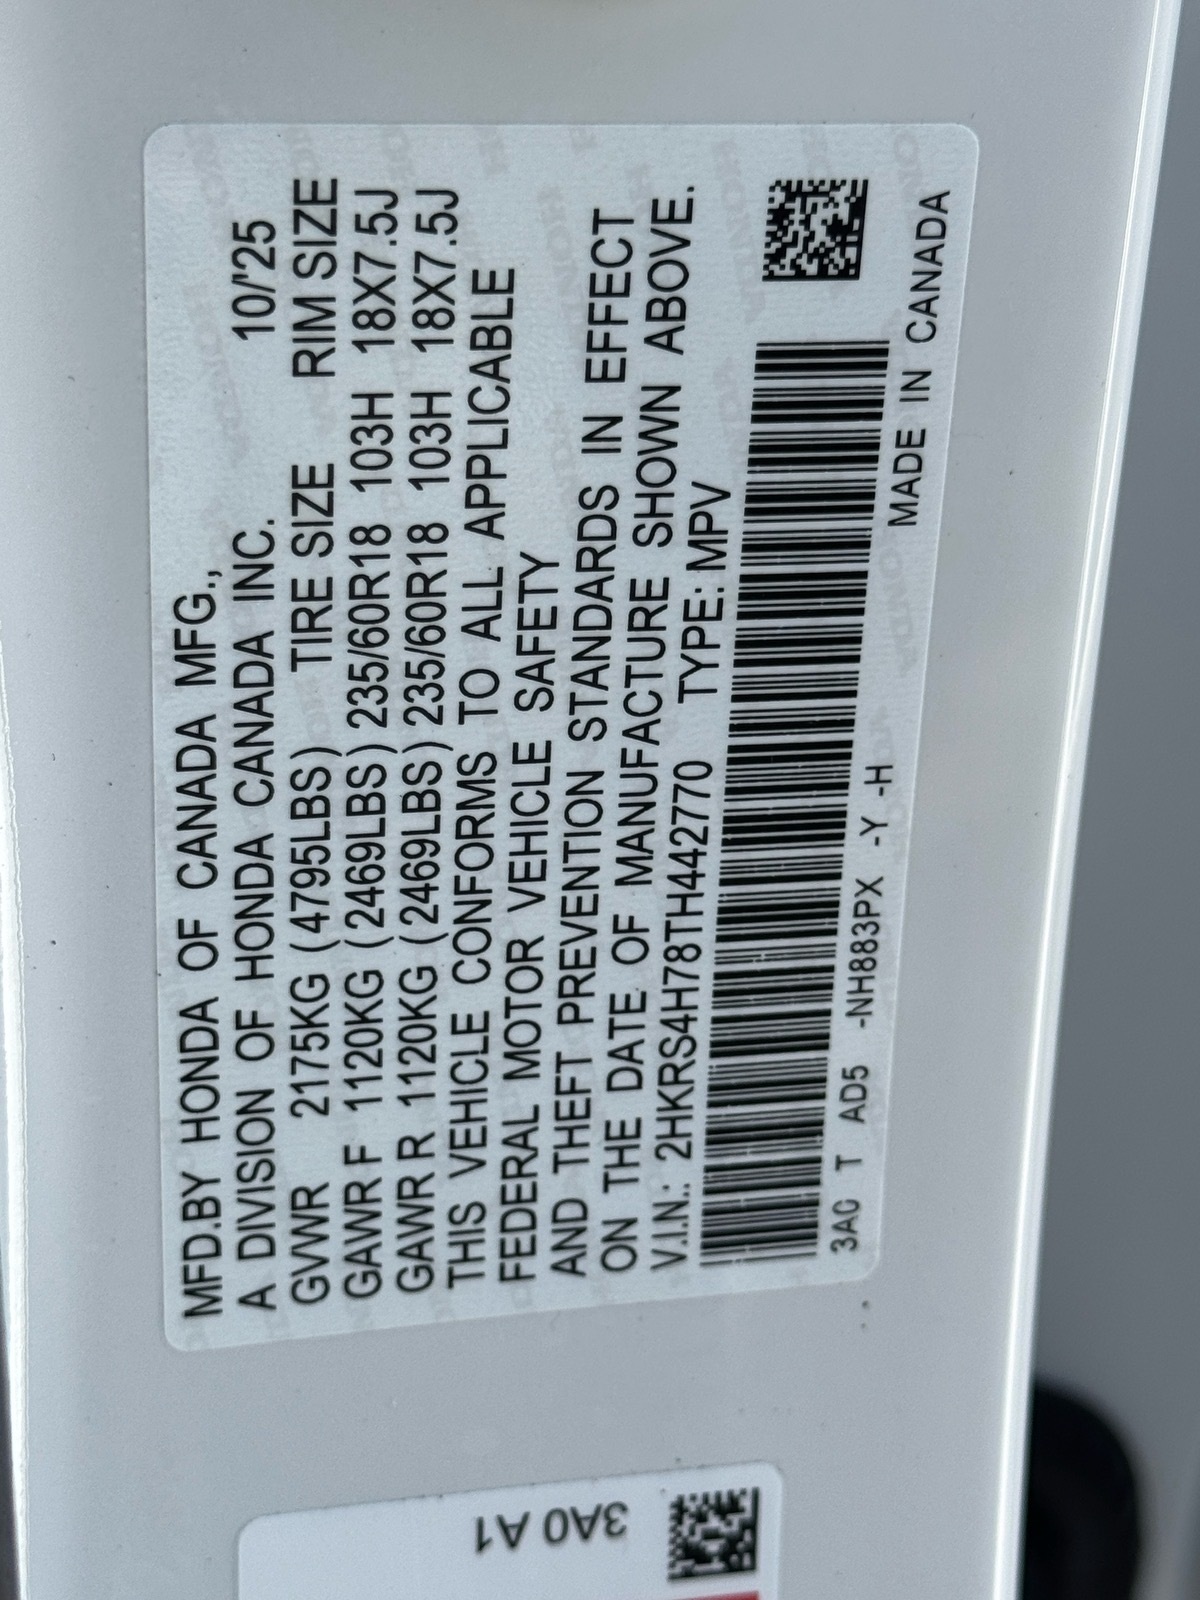 MFD.BY HONDA OF CANADA MFG.,
A DIVISION OF HONDA CANADA INC. 10/'25
GVWR 2175KG (4795LBS) TIRE SIZE RIM SIZE
GAWR F 1120KG (2469LBS) 235/60R18 103H 18X7.5J
GAWR R 1120KG (2469LBS) 235/60R18 103H 18X7.5J
THIS VEHICLE CONFORMS TO ALL APPLICABLE
FEDERAL MOTOR VEHICLE SAFETY
AND THEFT PREVENTION STANDARDS IN EFFECT
ON THE DATE OF MANUFACTURE SHOWN ABOVE.
V.I.N.: 2HKRS4H78TH442770 TYPE: MPV
3AC T AD5 -NH883PX -Y -H
MADE IN CANADA
3A0 A1